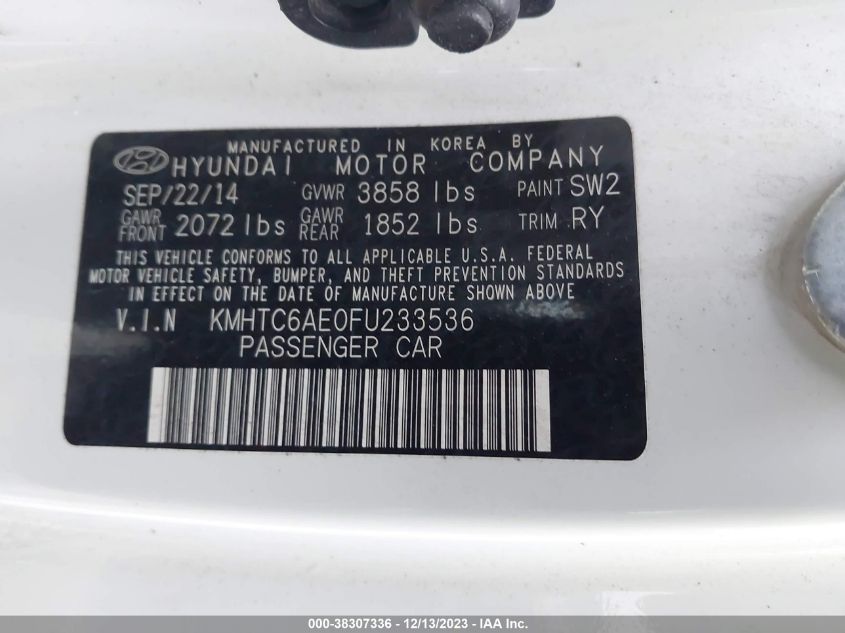 MANUFACTURED IN KOREA BY
HYUNDAI MOTOR COMPANY
SEP/22/14 GVWR 3858 lbs PAINT SW2
GAWR FRONT 2072 lbs GAWR REAR 1852 lbs TRIM RY
THIS VEHICLE CONFORMS TO ALL APPLICABLE U.S.A. FEDERAL
MOTOR VEHICLE SAFETY, BUMPER, AND THEFT PREVENTION STANDARDS
IN EFFECT ON THE DATE OF MANUFACTURE SHOWN ABOVE
V.I.N KMHTC6AE0FU233536
PASSENGER CAR
000-38307336 - 12/13/2023 - IAA Inc.